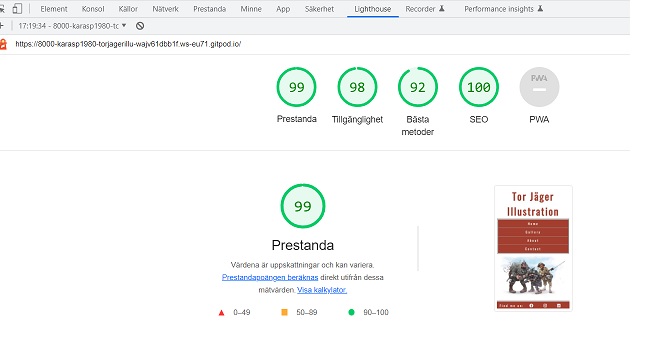 Element Konsol Källor Nätverk Prestanda Minne App Säkerhet Lighthouse Recorder Performance insights
17:19:34 - 8000-karasp1980-tc
https://8000-karasp1980-torjagerillu-wajv61dbb1f.ws-eu71.gitpod.io/
99 98 92 100 PWA
Prestanda Tillgänglighet Bästa metoder SEO PWA
99
Prestanda
Värdena är uppskattningar och kan variera.
Prestandapoängen beräknas direkt utifrån dessa
mätvärden. Visa kalkylator.
0–49 50–89 90–100
Tor Jäger
Illustration
Home
Gallery
About
Contact
Find me on: